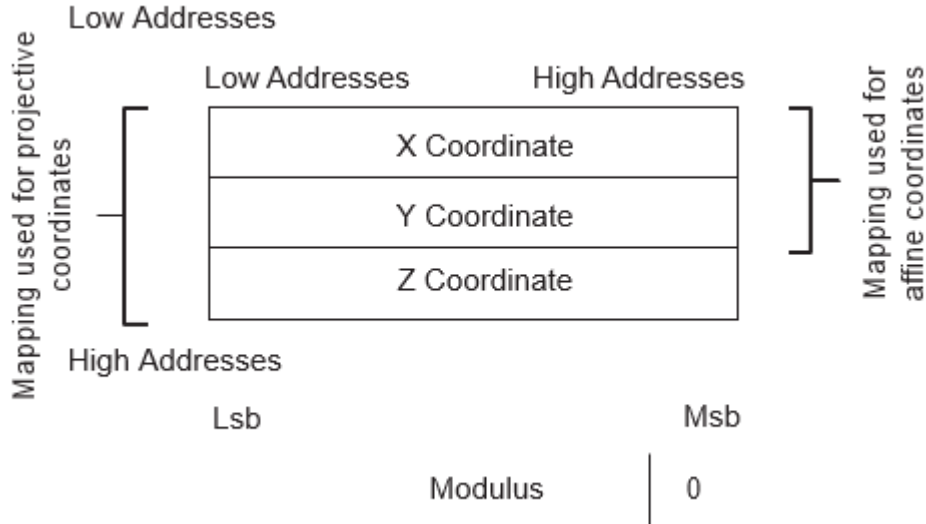 Low Addresses
Low Addresses High Addresses
Mapping used for projective
coordinates
X Coordinate
Y Coordinate
Z Coordinate
Mapping used for
affine coordinates
High Addresses
Lsb Msb
Modulus 0